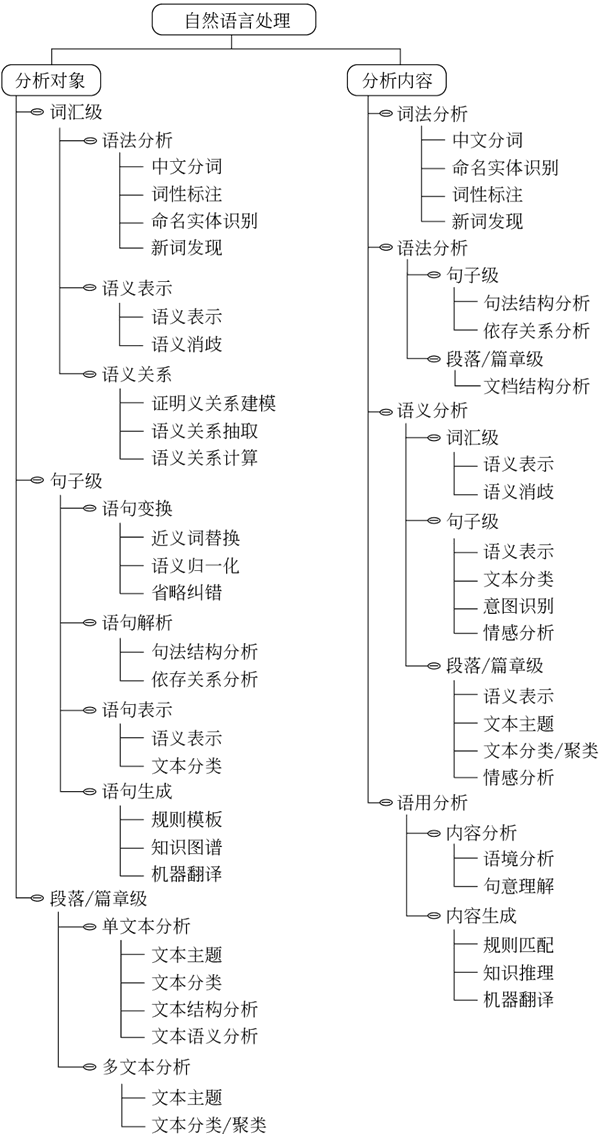 自然语言处理
分析对象
词汇级
语法分析
中文分词
词性标注
命名实体识别
新词发现
语义表示
语义表示
语义消歧
语义关系
证明义关系建模
语义关系抽取
语义关系计算
句子级
语句变换
近义词替换
语义归一化
省略纠错
语句解析
句法结构分析
依存关系分析
语句表示
语义表示
文本分类
语句生成
规则模板
知识图谱
机器翻译
段落/篇章级
单文本分析
文本主题
文本分类
文本结构分析
文本语义分析
多文本分析
文本主题
文本分类/聚类
分析内容
词法分析
中文分词
命名实体识别
词性标注
新词发现
语法分析
句子级
句法结构分析
依存关系分析
段落/篇章级
文档结构分析
语义分析
词汇级
语义表示
语义消歧
句子级
语义表示
文本分类
意图识别
情感分析
段落/篇章级
语义表示
文本主题
文本分类/聚类
情感分析
语用分析
内容分析
语境分析
句意理解
内容生成
规则匹配
知识推理
机器翻译